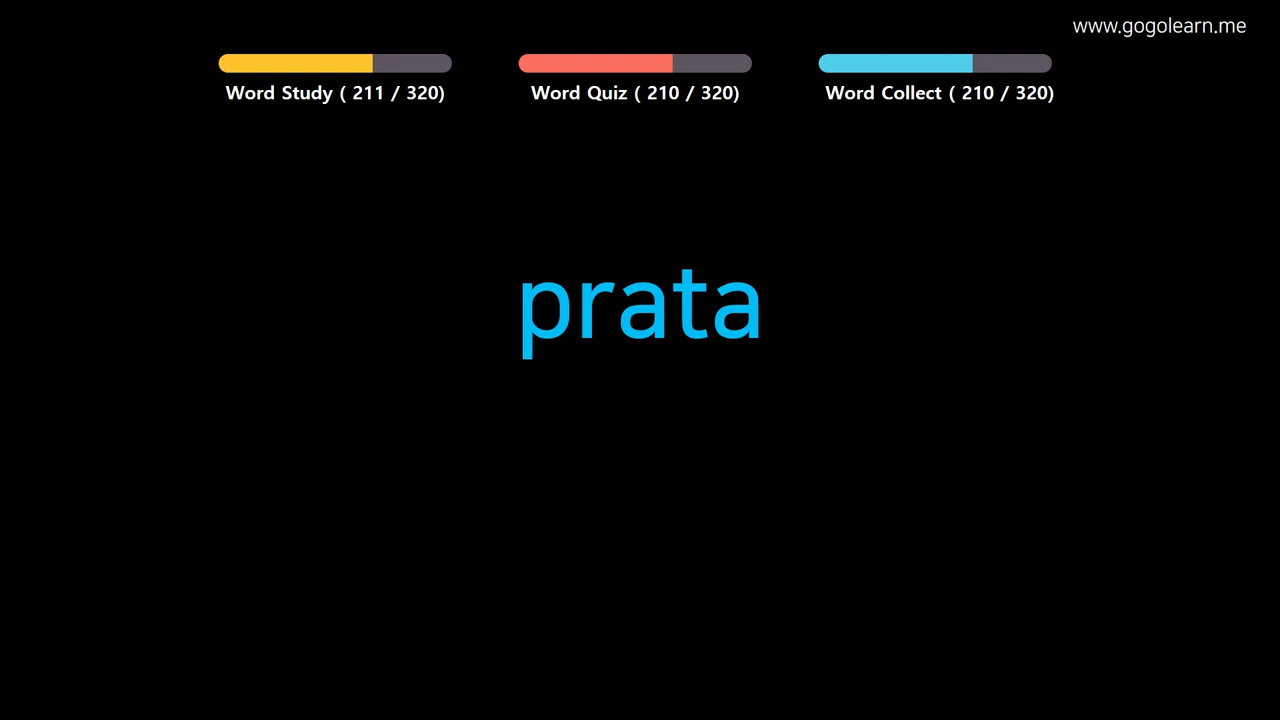 www.gogolearn.me
Word Study ( 211 / 320)
Word Quiz ( 210 / 320)
Word Collect ( 210 / 320)
prata